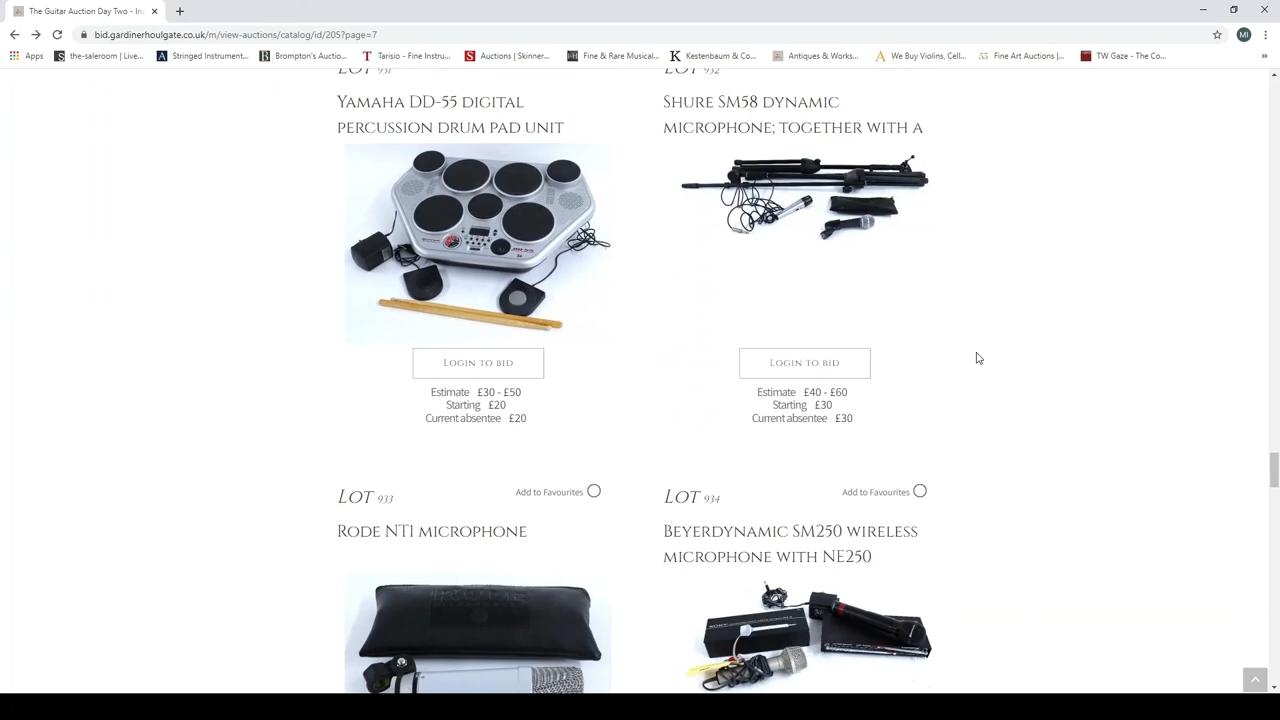 The Guitar Auction Day Two - Inc
bid.gardinerhoulgate.co.uk/m/view-auctions/catalog/id/205?page=7
MI
Apps
the-saleroom | Live...
Stringed Instrument...
Brompton's Auctio...
Tarisio - Fine Instru...
Auctions | Skinner...
Fine & Rare Musical...
Kestenbaum & Co...
Antiques & Works...
We Buy Violins, Cell...
Fine Art Auctions |...
TW Gaze - The Co...
»
Lot 931
Lot 932
Yamaha DD-55 digital
percussion drum pad unit
Shure SM58 dynamic
microphone; together with a
Login to bid
Login to bid
Estimate £30 - £50
Starting £20
Current absentee £20
Estimate £40 - £60
Starting £30
Current absentee £30
Lot 933
Add to Favourites
Lot 934
Add to Favourites
Rode NT1 microphone
Beyerdynamic SM250 wireless
microphone with NE250
RODE